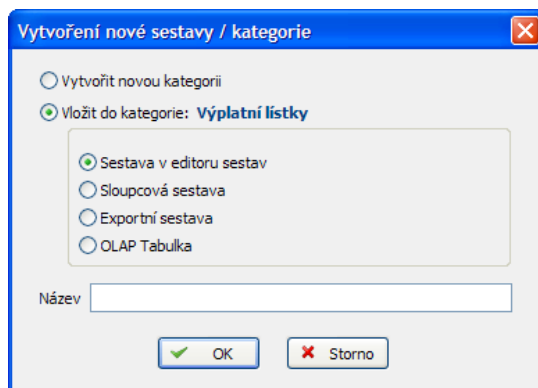 Vytvoření nové sestavy / kategorie
Vytvořit novou kategorii
Vložit do kategorie: Výplatní lístky
Sestava v editoru sestav
Sloupcová sestava
Exportní sestava
OLAP Tabulka
Název
OK
Storno